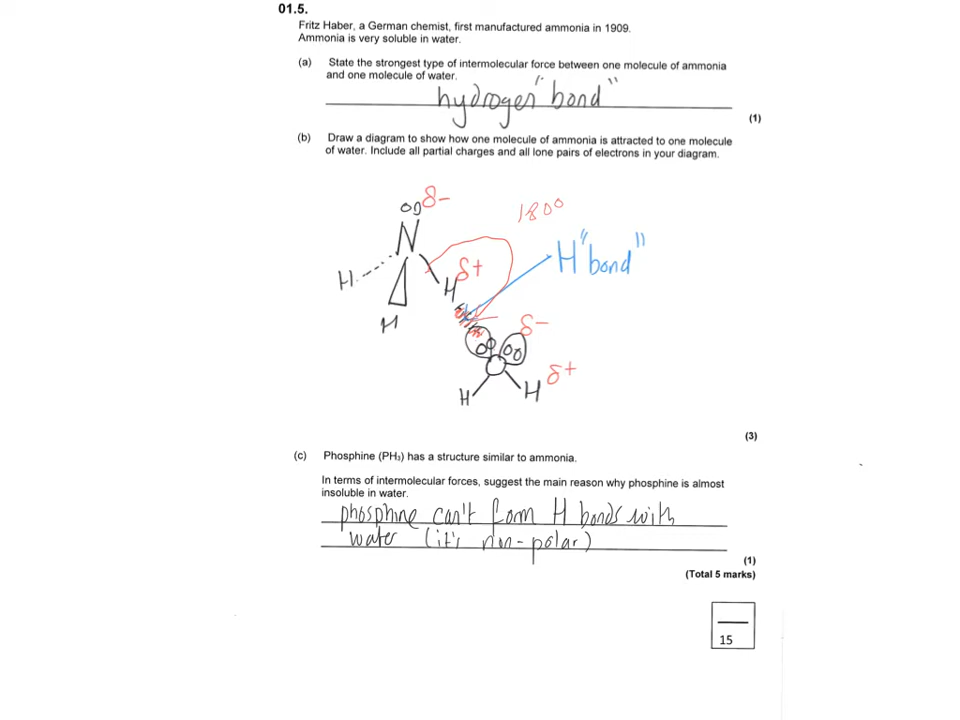 01.5.
Fritz Haber, a German chemist, first manufactured ammonia in 1909.
Ammonia is very soluble in water.
(a) State the strongest type of intermolecular force between one molecule of ammonia
and one molecule of water.
hydrogen "bond"
(1)
(b) Draw a diagram to show how one molecule of ammonia is attracted to one molecule
of water. Include all partial charges and all lone pairs of electrons in your diagram.
δ-
180°
N
H "bond"
δ+
H
H
H
δ-
δ+
H
H
(3)
(c) Phosphine (PH₃) has a structure similar to ammonia.
In terms of intermolecular forces, suggest the main reason why phosphine is almost
insoluble in water.
phosphine can't form H bonds with
water (it's non-polar)
(1)
(Total 5 marks)
15